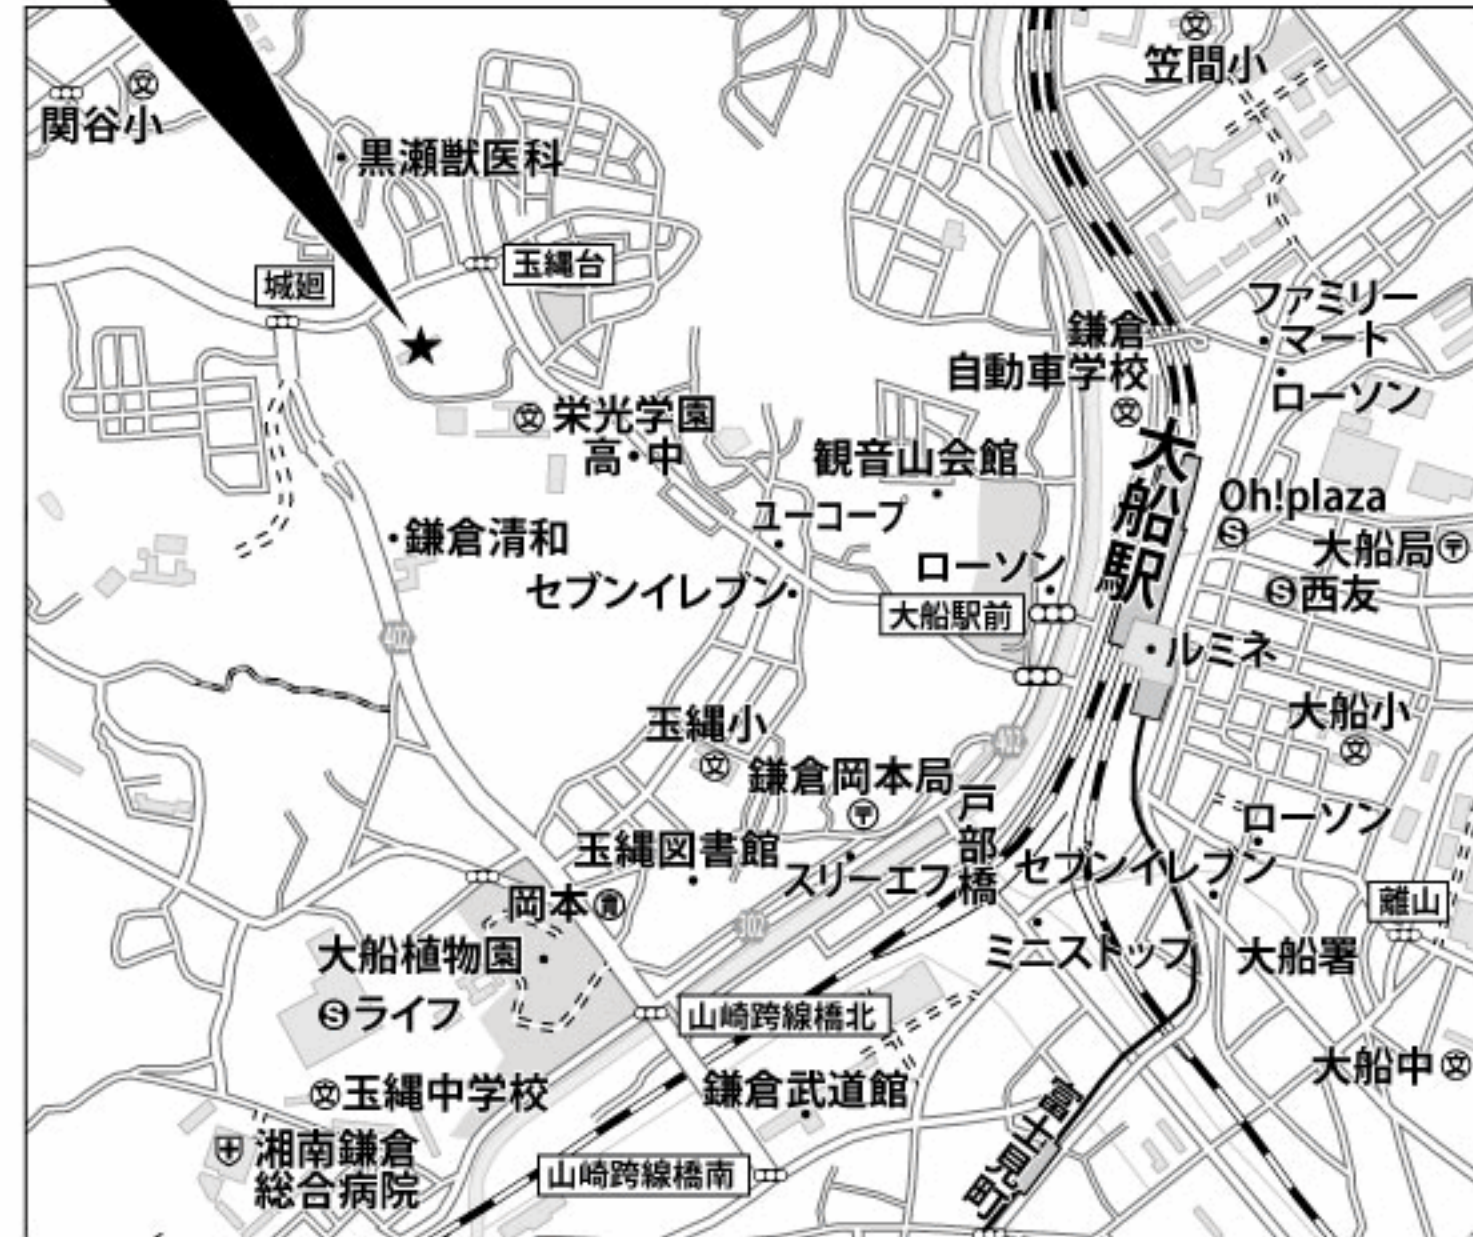 笠間小
関谷小
黒瀬獣医科
玉縄台
城廻
ファミリー
マート
鎌倉
自動車学校
ローソン
栄光学園
高・中
大船駅
観音山会館
Oh!plaza
ユーコープ
鎌倉清和
大船局
ローソン
セブンイレブン
西友
大船駅前
402
ルミネ
玉縄小
大船小
402
鎌倉岡本局
戸部橋
ローソン
玉縄図書館
スリーエフ
セブンイレブン
岡本
離山
302
大船植物園
ミニストップ
大船署
ライフ
山崎跨線橋北
大船中
玉縄中学校
鎌倉武道館
富士見町
湘南鎌倉
総合病院
山崎跨線橋南